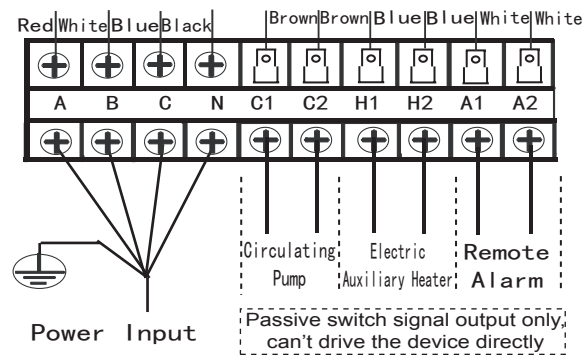 Red White Blue Black Brown Brown Blue Blue White White
A B C N C1 C2 H1 H2 A1 A2
Circulating Electric Remote
Pump Auxiliary Heater Alarm
Power Input
Passive switch signal output only,
can't drive the device directly